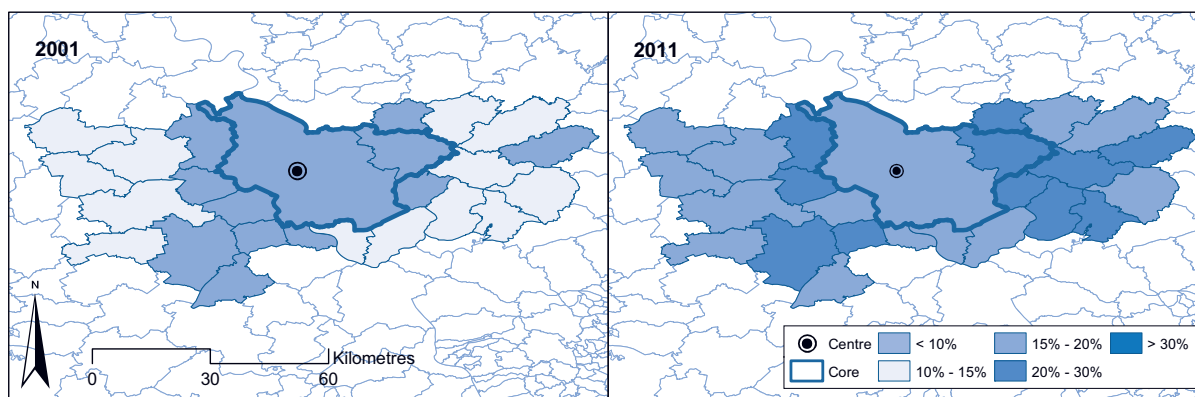 2001
2011
N
Kilometres
0 30 60
Centre < 10% 15% - 20% > 30%
Core 10% - 15% 20% - 30%